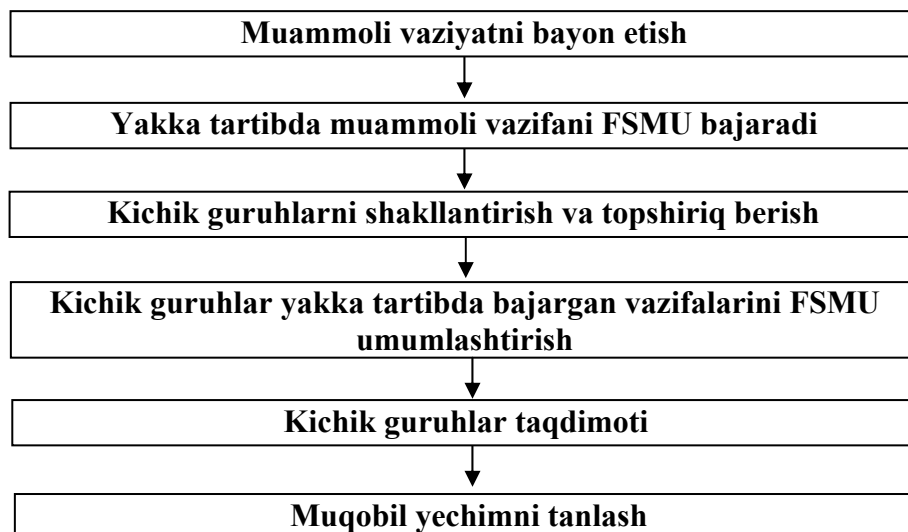 Muammoli vaziyatni bayon etish
Yakka tartibda muammoli vazifani FSMU bajaradi
Kichik guruhlarni shakllantirish va topshiriq berish
Kichik guruhlar yakka tartibda bajargan vazifalarini FSMU
umumlashtirish
Kichik guruhlar taqdimoti
Muqobil yechimni tanlash